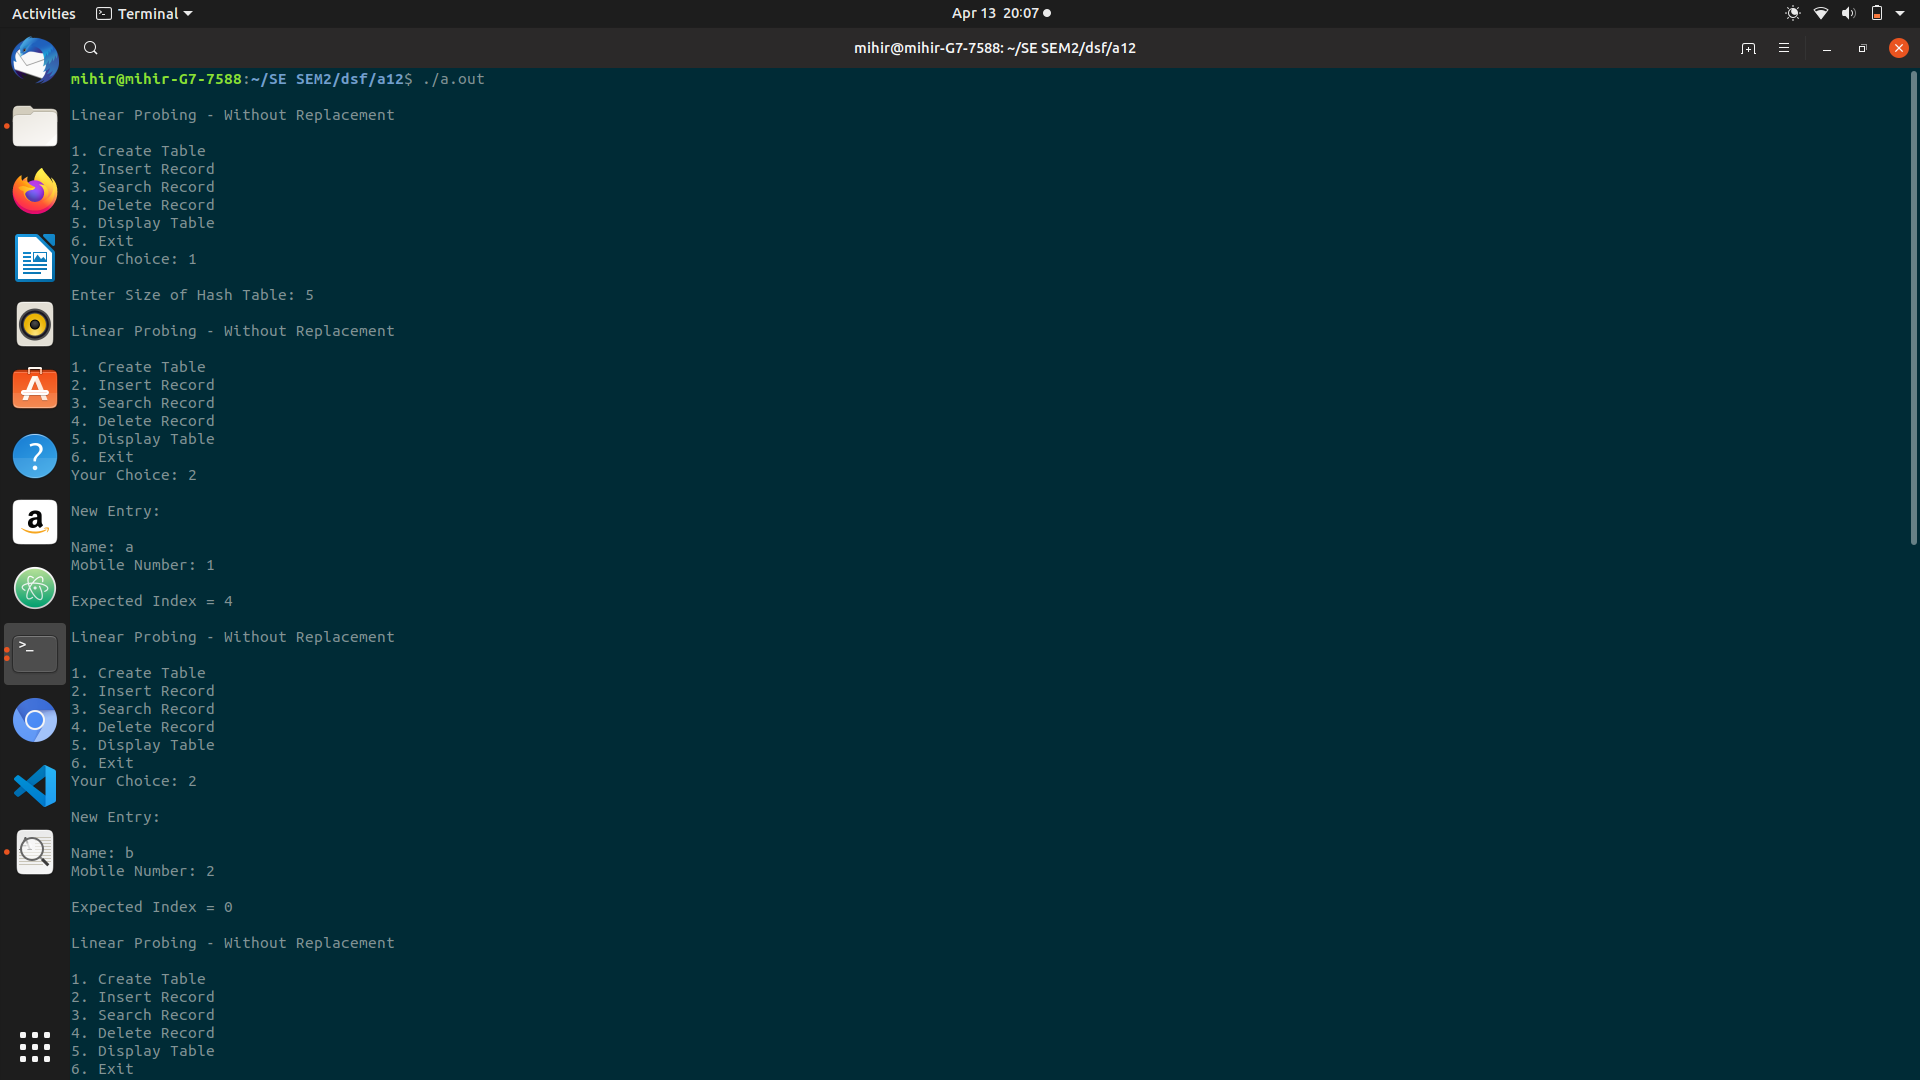 Activities Terminal Apr 13 20:07
mihir@mihir-G7-7588: ~/SE SEM2/dsf/a12
mihir@mihir-G7-7588:~/SE SEM2/dsf/a12$ ./a.out
Linear Probing - Without Replacement
1. Create Table
2. Insert Record
3. Search Record
4. Delete Record
5. Display Table
6. Exit
Your Choice: 1
Enter Size of Hash Table: 5
Linear Probing - Without Replacement
1. Create Table
2. Insert Record
3. Search Record
4. Delete Record
5. Display Table
6. Exit
Your Choice: 2
New Entry:
Name: a
Mobile Number: 1
Expected Index = 4
Linear Probing - Without Replacement
1. Create Table
2. Insert Record
3. Search Record
4. Delete Record
5. Display Table
6. Exit
Your Choice: 2
New Entry:
Name: b
Mobile Number: 2
Expected Index = 0
Linear Probing - Without Replacement
1. Create Table
2. Insert Record
3. Search Record
4. Delete Record
5. Display Table
6. Exit